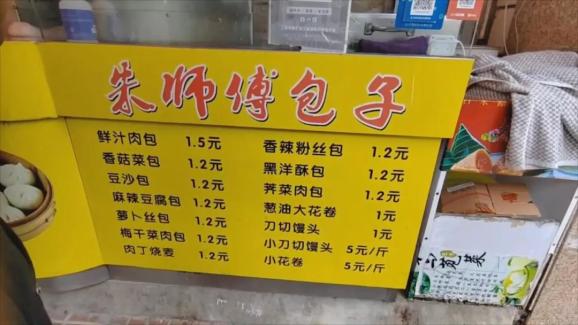 朱师傅包子
鲜汁肉包 1.5元
香菇菜包 1.2元
豆沙包 1.2元
麻辣豆腐包 1.2元
萝卜丝包 1.2元
梅干菜肉包 1.2元
肉丁烧麦 1.2元
香辣粉丝包 1.2元
黑洋酥包 1.2元
荠菜肉包 1.2元
葱油大花卷 1元
刀切馒头 1元
小刀切馒头 5元/斤
小花卷 5元/斤